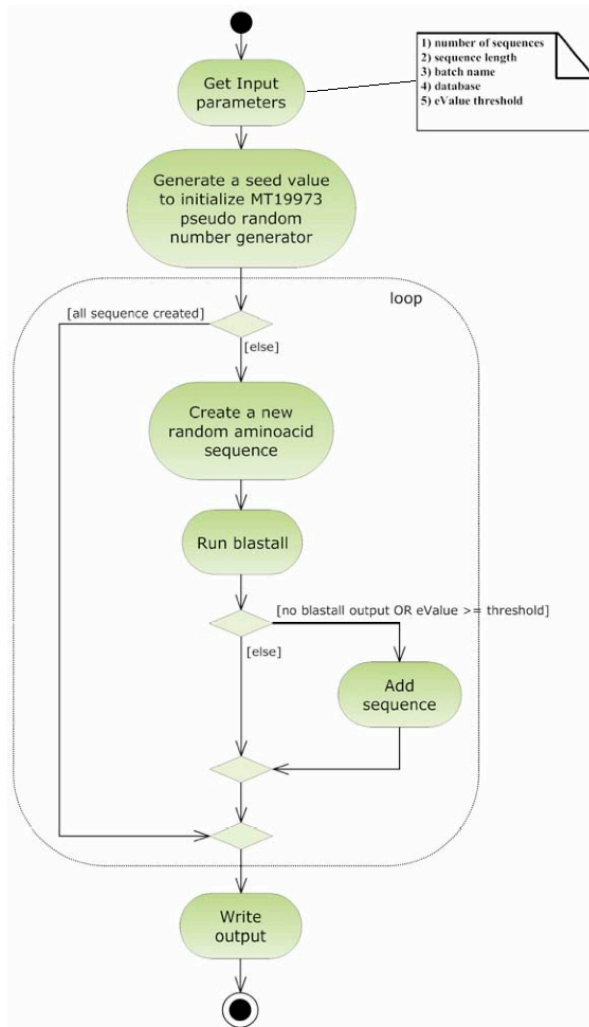 1) number of sequences
2) sequence length
3) batch name
4) database
5) eValue threshold
Get Input
parameters
Generate a seed value
to initialize MT19973
pseudo random
number generator
loop
[all sequence created]
[else]
Create a new
random aminoacid
sequence
Run blastall
[no blastall output OR eValue >= threshold]
[else]
Add
sequence
Write
output